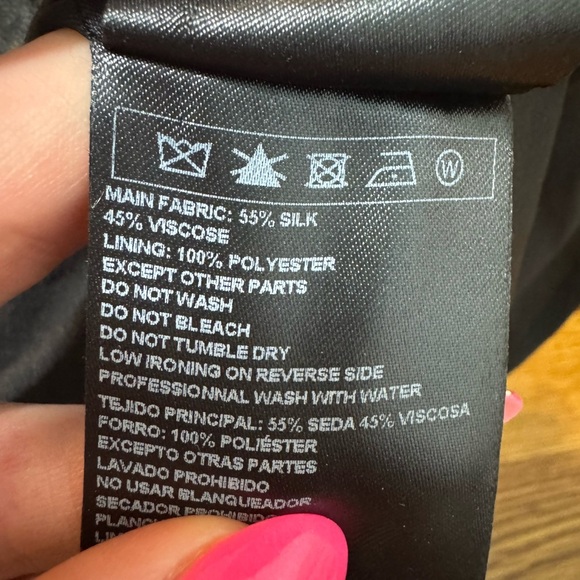 W
MAIN FABRIC: 55% SILK
45% VISCOSE
LINING: 100% POLYESTER
EXCEPT OTHER PARTS
DO NOT WASH
DO NOT BLEACH
DO NOT TUMBLE DRY
LOW IRONING ON REVERSE SIDE
PROFESSIONNAL WASH WITH WATER
TEJIDO PRINCIPAL: 55% SEDA 45% VISCOSA
FORRO: 100% POLIÉSTER
EXCEPTO OTRAS PARTES
LAVADO PROHIBIDO
NO USAR BLANQUEADOR
SECADOR PROHIBIDO